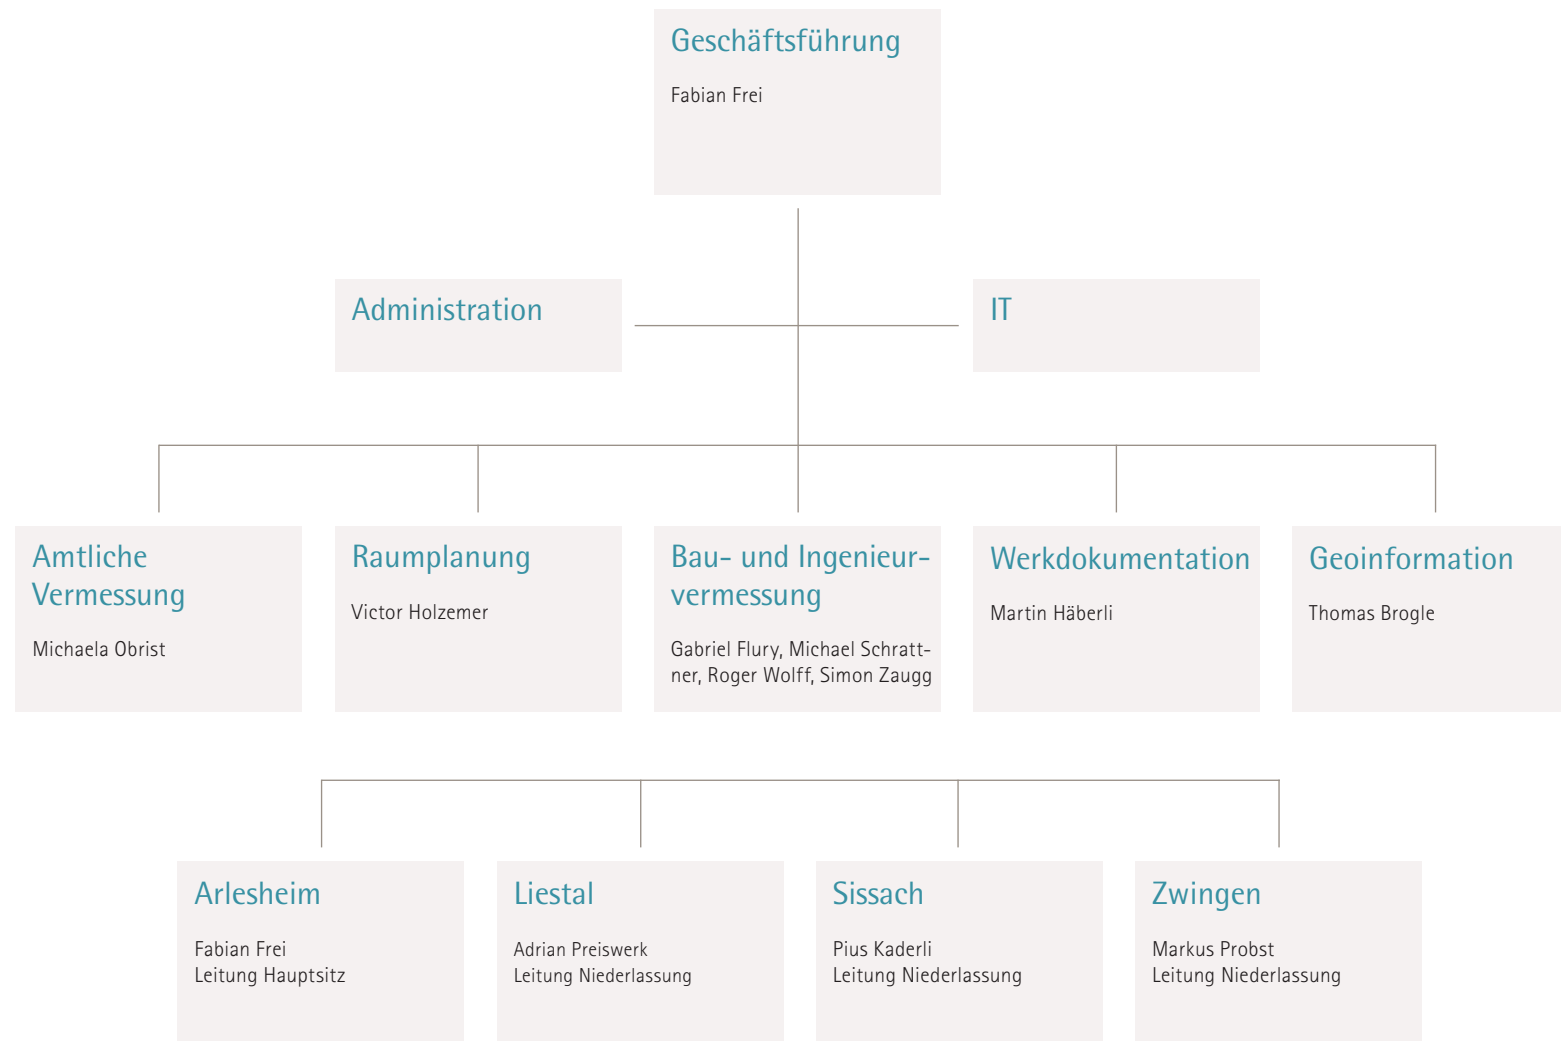 Geschäftsführung
Fabian Frei
Administration
IT
Amtliche
Vermessung
Michaela Obrist
Raumplanung
Victor Holzemer
Bau- und Ingenieur-
vermessung
Gabriel Flury, Michael Schratt-
ner, Roger Wolff, Simon Zaugg
Werkdokumentation
Martin Häberli
Geoinformation
Thomas Brogle
Arlesheim
Fabian Frei
Leitung Hauptsitz
Liestal
Adrian Preiswerk
Leitung Niederlassung
Sissach
Pius Kaderli
Leitung Niederlassung
Zwingen
Markus Probst
Leitung Niederlassung